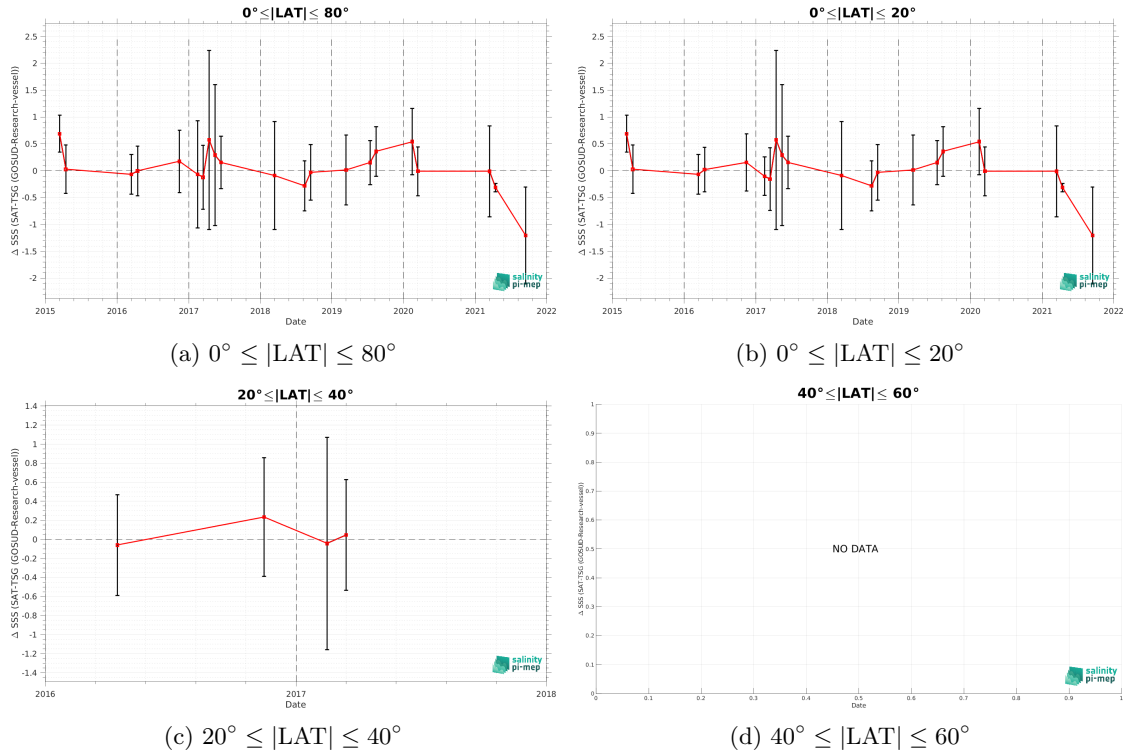 0°≤|LAT|≤ 80°
Δ SSS (SAT-TSG (GOSUD-Research-vessel))
2.5
2
1.5
1
0.5
0
-0.5
-1
-1.5
-2
2015 2016 2017 2018 2019 2020 2021 2022
Date
salinity
pi-mep
(a) 0° ≤ |LAT| ≤ 80°
0°≤|LAT|≤ 20°
Δ SSS (SAT-TSG (GOSUD-Research-vessel))
2.5
2
1.5
1
0.5
0
-0.5
-1
-1.5
-2
2015 2016 2017 2018 2019 2020 2021 2022
Date
salinity
pi-mep
(b) 0° ≤ |LAT| ≤ 20°
20°≤|LAT|≤ 40°
Δ SSS (SAT-TSG (GOSUD-Research-vessel))
1.4
1.2
1
0.8
0.6
0.4
0.2
0
-0.2
-0.4
-0.6
-0.8
-1
-1.2
-1.4
2016 2017 2018
Date
salinity
pi-mep
(c) 20° ≤ |LAT| ≤ 40°
40°≤|LAT|≤ 60°
Δ SSS (SAT-TSG (GOSUD-Research-vessel))
1
0.9
0.8
0.7
0.6
0.5
0.4
0.3
0.2
0.1
0
NO DATA
0 0.1 0.2 0.3 0.4 0.5 0.6 0.7 0.8 0.9 1
Date
salinity
pi-mep
(d) 40° ≤ |LAT| ≤ 60°